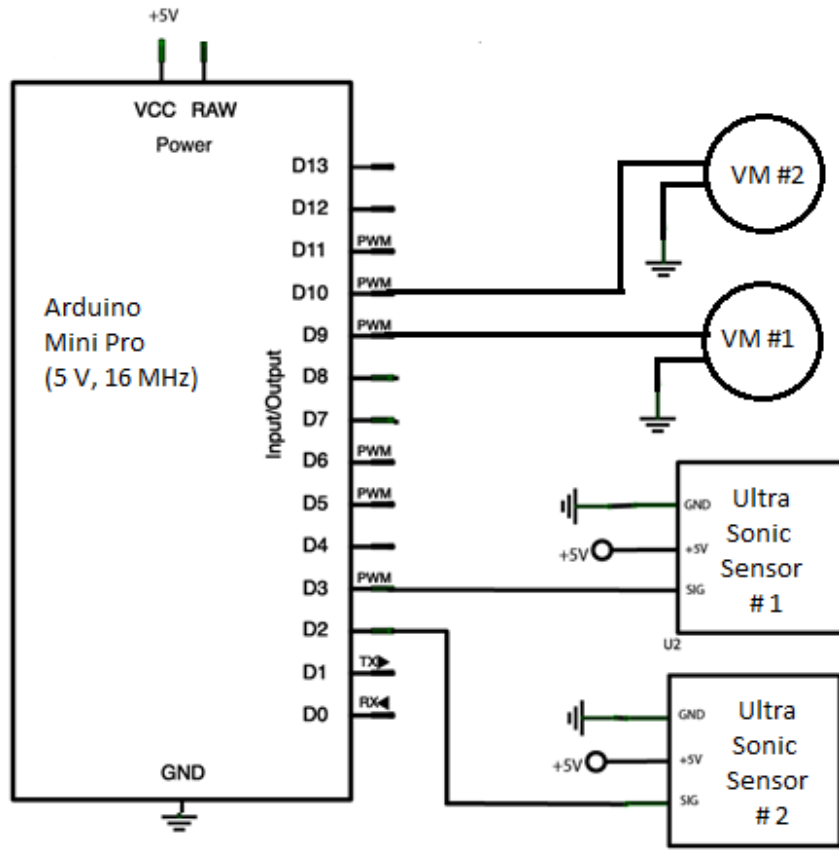 +5V
VCC RAW
Power
D13
D12
D11 PWM
D10 PWM
D9 PWM
D8
D7
D6 PWM
D5 PWM
D4
D3 PWM
D2
D1 TX
D0 RX
Input/Output
Arduino
Mini Pro
(5 V, 16 MHz)
GND
VM #2
VM #1
GND
+5V
+5V
SIG
Ultra
Sonic
Sensor
# 1
U2
GND
+5V
+5V
SIG
Ultra
Sonic
Sensor
# 2